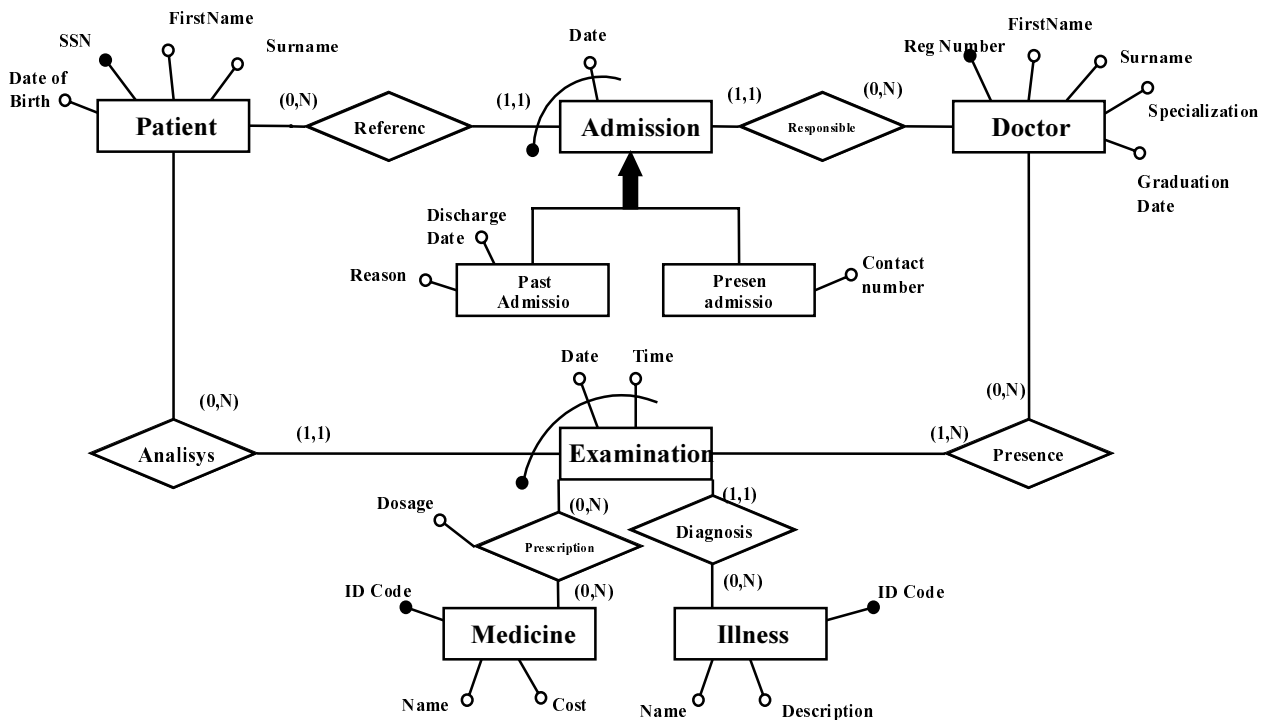 FirstName
SSN
Surname
Date of
Birth
(0,N)
Patient
Referenc
(1,1)
Date
Admission
(1,1)
Responsible
(0,N)
Reg Number
FirstName
Surname
Specialization
Doctor
Graduation
Date
Discharge
Date
Reason
Past
Admissio
Presen
admissio
Contact
number
Date
Time
(0,N)
Analisys
(1,1)
Examination
(1,N)
(0,N)
Presence
Dosage
(0,N)
Prescription
(0,N)
(1,1)
Diagnosis
(0,N)
ID Code
Medicine
Name
Cost
Illness
ID Code
Name
Description